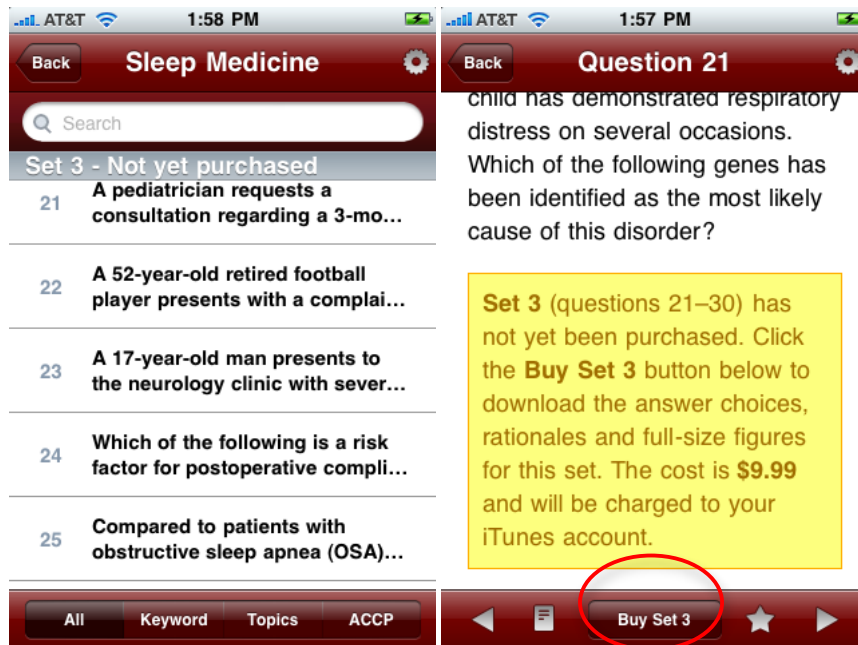 AT&T 1:58 PM
Back Sleep Medicine
Search
Set 3 - Not yet purchased
21 A pediatrician requests a
consultation regarding a 3-mo...
22 A 52-year-old retired football
player presents with a complai...
23 A 17-year-old man presents to
the neurology clinic with sever...
24 Which of the following is a risk
factor for postoperative compli...
25 Compared to patients with
obstructive sleep apnea (OSA)...
All Keyword Topics ACCP
AT&T 1:57 PM
Back Question 21
child has demonstrated respiratory
distress on several occasions.
Which of the following genes has
been identified as the most likely
cause of this disorder?
Set 3 (questions 21–30) has
not yet been purchased. Click
the Buy Set 3 button below to
download the answer choices,
rationales and full-size figures
for this set. The cost is $9.99
and will be charged to your
iTunes account.
Buy Set 3